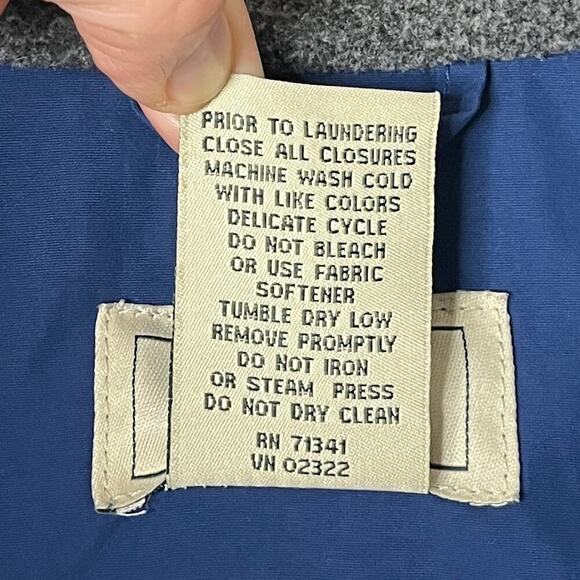 PRIOR TO LAUNDERING
CLOSE ALL CLOSURES
MACHINE WASH COLD
WITH LIKE COLORS
DELICATE CYCLE
DO NOT BLEACH
OR USE FABRIC
SOFTENER
TUMBLE DRY LOW
REMOVE PROMPTLY
DO NOT IRON
OR STEAM PRESS
DO NOT DRY CLEAN
RN 71341
VN 02322